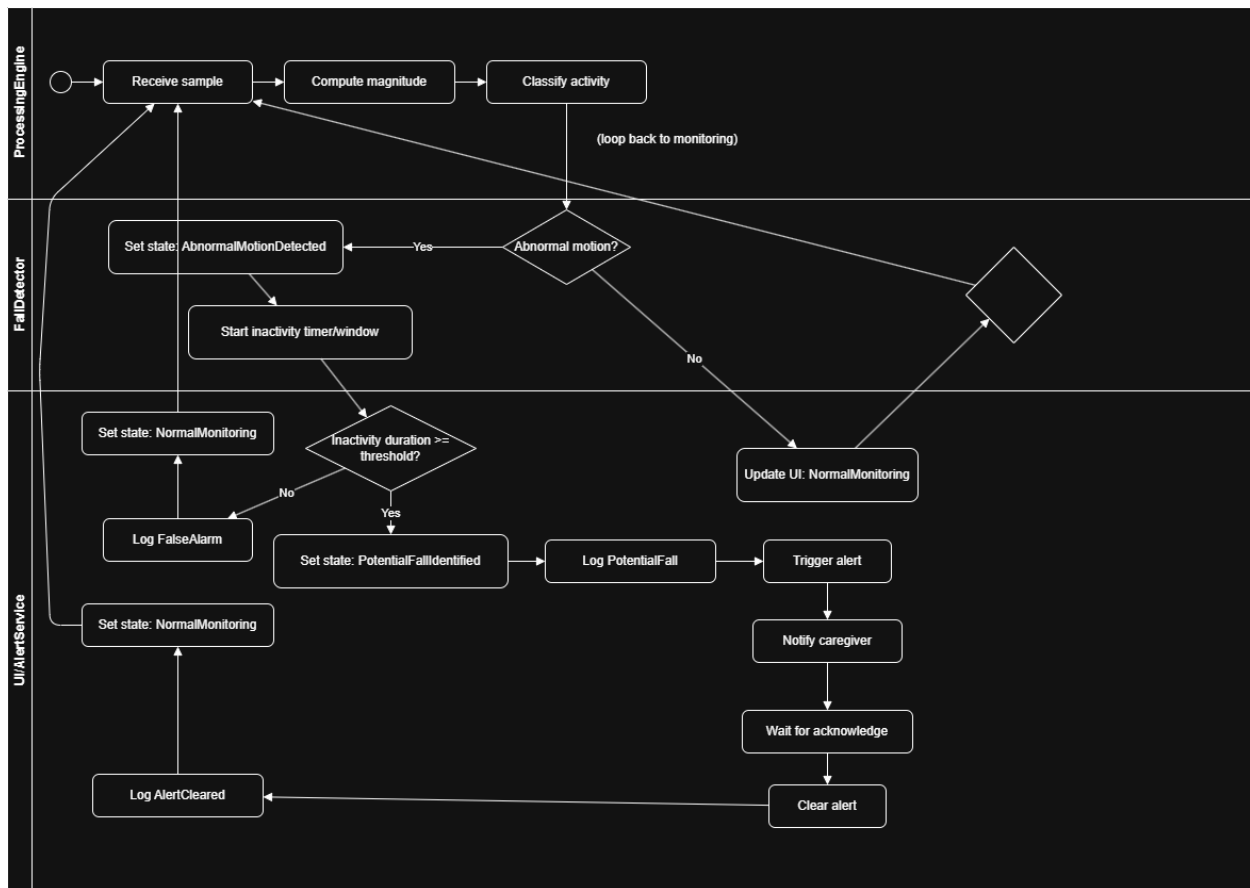 ProcessingEngine
Receive sample
Compute magnitude
Classify activity
(loop back to monitoring)
FallDetector
Set state: AbnormalMotionDetected
Yes
Abnormal motion?
Start inactivity timer/window
No
UI/AlertService
Set state: NormalMonitoring
Inactivity duration >=
threshold?
Update UI: NormalMonitoring
No
Yes
Log FalseAlarm
Set state: PotentialFallIdentified
Log PotentialFall
Trigger alert
Set state: NormalMonitoring
Notify caregiver
Wait for acknowledge
Log AlertCleared
Clear alert